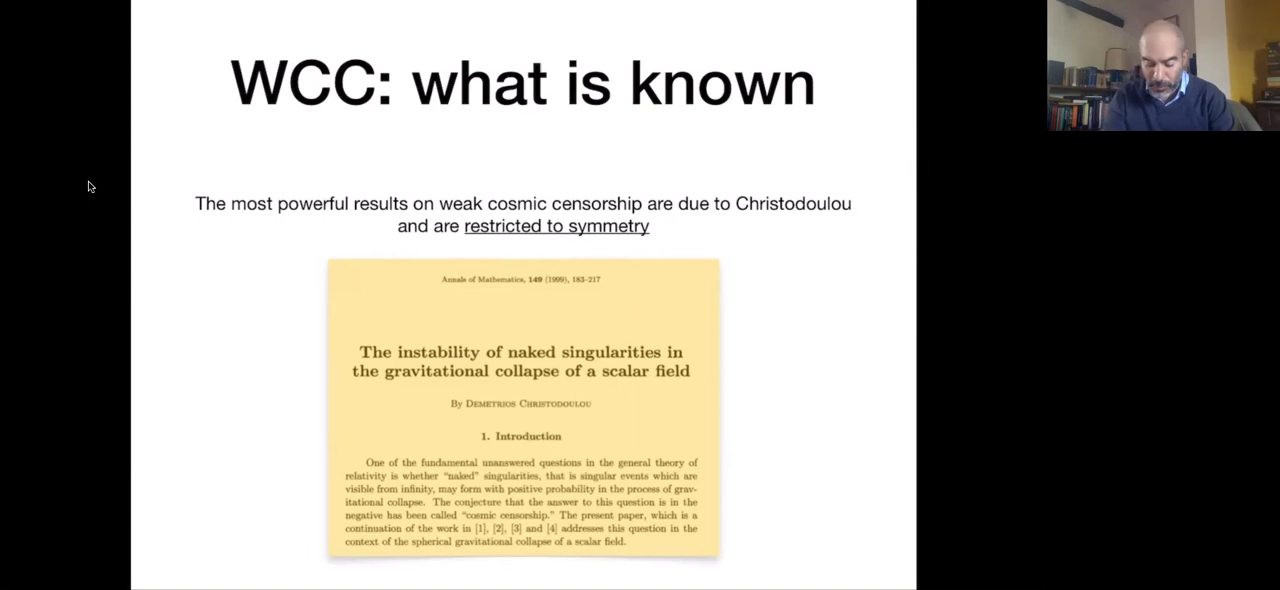 WCC: what is known
The most powerful results on weak cosmic censorship are due to Christodoulou
and are restricted to symmetry
Annals of Mathematics, 149 (1999), 183-217
The instability of naked singularities in
the gravitational collapse of a scalar field
By Demetrios Christodoulou
1. Introduction
One of the fundamental unanswered questions in the general theory of
relativity is whether “naked” singularities, that is singular events which are
visible from infinity, may form with positive probability in the process of grav-
itational collapse. The conjecture that the answer to this question is in the
negative has been called “cosmic censorship.” The present paper, which is a
continuation of the work in [1], [2], [3] and [4] addresses this question in the
context of the spherical gravitational collapse of a scalar field.